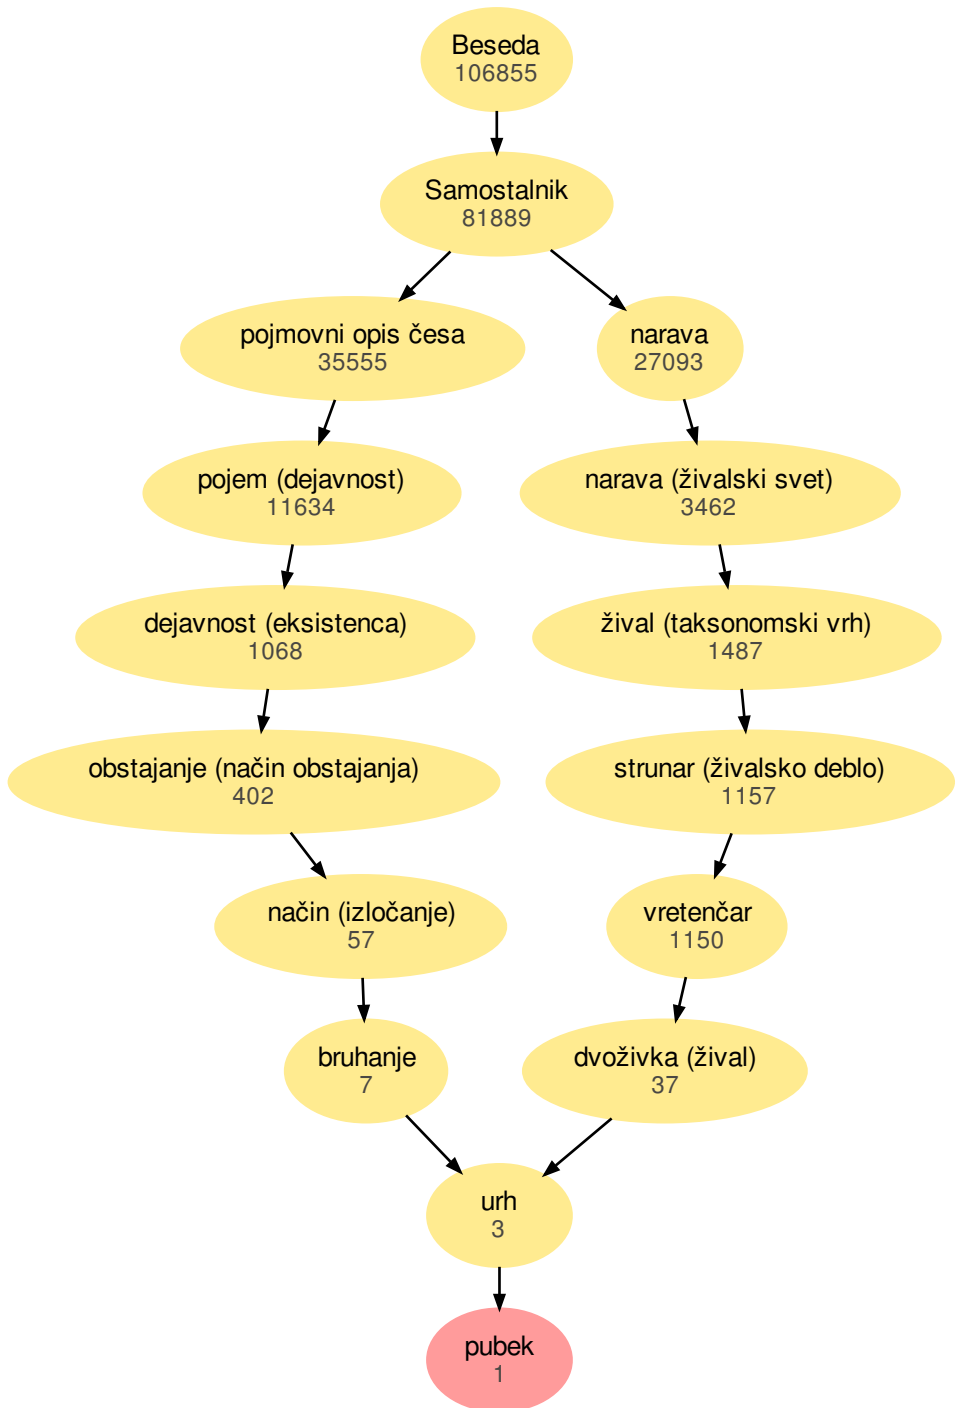 Beseda
106855
Samostalnik
81889
pojmovni opis česa
35555
narava
27093
pojem (dejavnost)
11634
narava (živalski svet)
3462
dejavnost (eksistenca)
1068
žival (taksonomski vrh)
1487
obstajanje (način obstajanja)
402
strunar (živalsko deblo)
1157
način (izločanje)
57
vretenčar
1150
bruhanje
7
dvoživka (žival)
37
urh
3
pubek
1